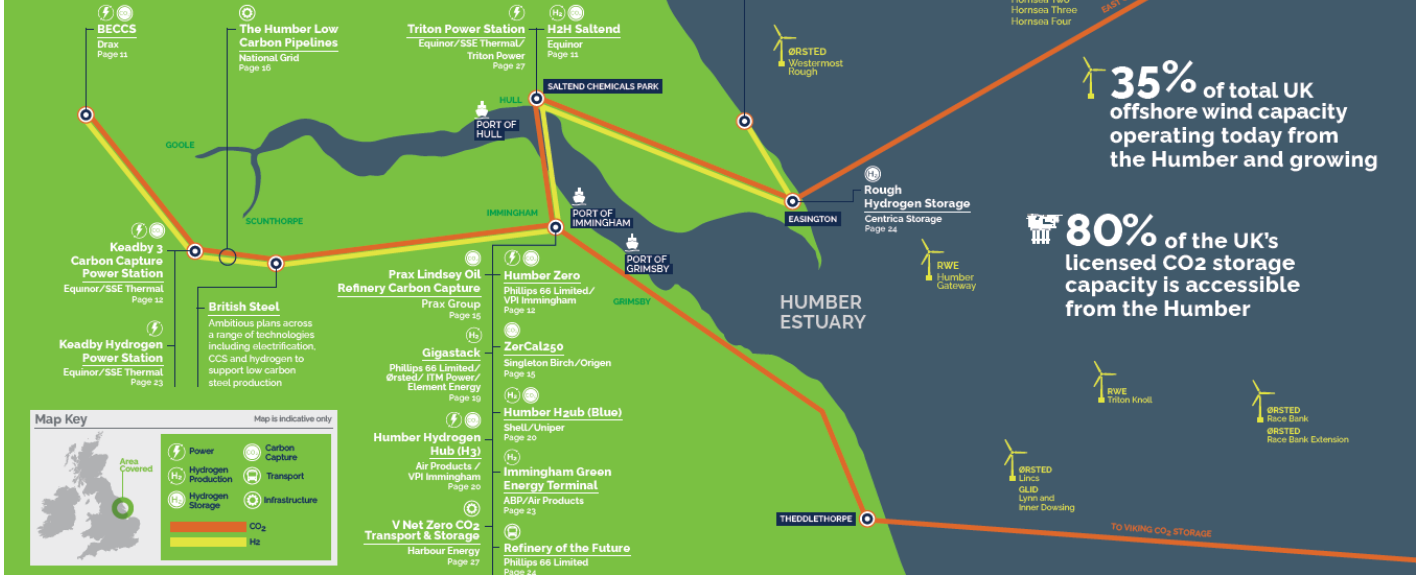 BECCS
Drax
Page 11
The Humber Low
Carbon Pipelines
National Grid
Page 16
Triton Power Station
Equinor/SSE Thermal/
Triton Power
Page 27
H2H Saltend
Equinor
Page 11
SALTEND CHEMICALS PARK
HULL
PORT OF
HULL
GOOLE
SCUNTHORPE
IMMINGHAM
PORT OF
IMMINGHAM
PORT OF
GRIMSBY
GRIMSBY
EASINGTON
Hornsea Three
Hornsea Four
ØRSTED
Westermost
Rough
35% of total UK
offshore wind capacity
operating today from
the Humber and growing
Rough
Hydrogen Storage
Centrica Storage
Page 24
80% of the UK's
licensed CO2 storage
capacity is accessible
from the Humber
RWE
Humber
Gateway
HUMBER
ESTUARY
Keadby 3
Carbon Capture
Power Station
Equinor/SSE Thermal
Page 12
Keadby Hydrogen
Power Station
Equinor/SSE Thermal
Page 23
British Steel
Ambitious plans across
a range of technologies
including electrification,
CCS and hydrogen to
support low carbon
steel production
Prax Lindsey Oil
Refinery Carbon Capture
Prax Group
Page 15
Gigastack
Phillips 66 Limited/
Ørsted/ ITM Power/
Element Energy
Page 19
Humber Hydrogen
Hub (H3)
Air Products /
VPI Immingham
Page 20
V Net Zero CO2
Transport & Storage
Harbour Energy
Page 27
Humber Zero
Phillips 66 Limited/
VPI Immingham
Page 12
ZerCal250
Singleton Birch/Origen
Page 15
Humber H2ub (Blue)
Shell/Uniper
Page 20
Immingham Green
Energy Terminal
ABP/Air Products
Page 23
Refinery of the Future
Phillips 66 Limited
Page 24
RWE
Triton Knoll
ØRSTED
Race Bank
ØRSTED
Race Bank Extension
ØRSTED
Lincs
GLID
Lynn and
Inner Dowsing
THEDDLETHORPE
TO VIKING CO2 STORAGE
Map Key
Map is indicative only
Area
Covered
Power
Carbon
Capture
H2
Hydrogen
Production
Transport
Hydrogen
Storage
Infrastructure
CO2
H2